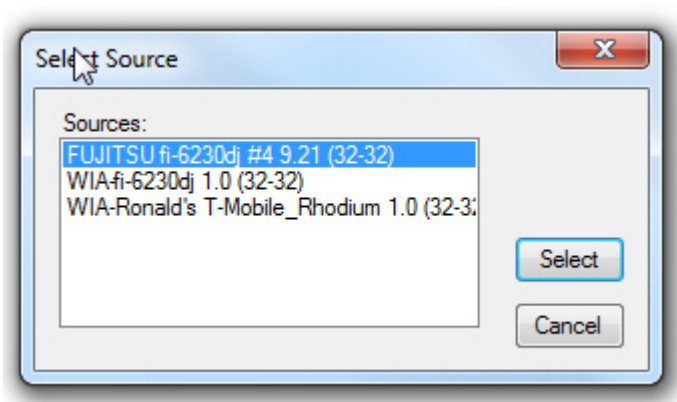 Select Source
Sources:
FUJITSU fi-6230dj #4 9.21 (32-32)
WIA-fi-6230dj 1.0 (32-32)
WIA-Ronald's T-Mobile_Rhodium 1.0 (32-32
Select
Cancel